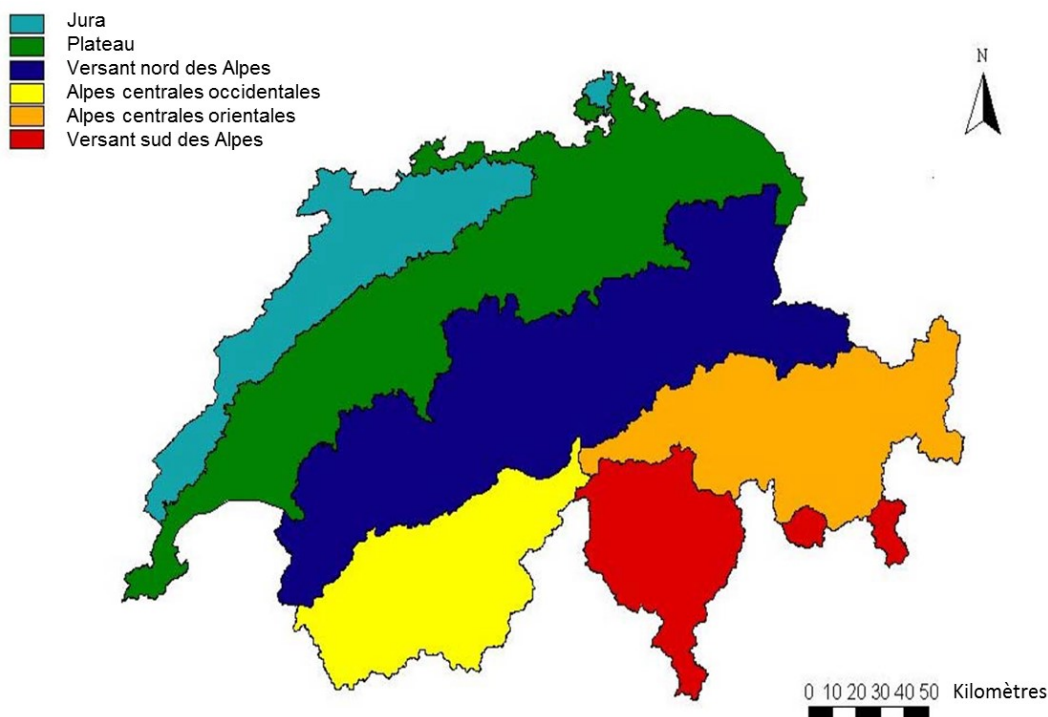 Jura
Plateau
Versant nord des Alpes
Alpes centrales occidentales
Alpes centrales orientales
Versant sud des Alpes
N
0 10 20 30 40 50 Kilomètres